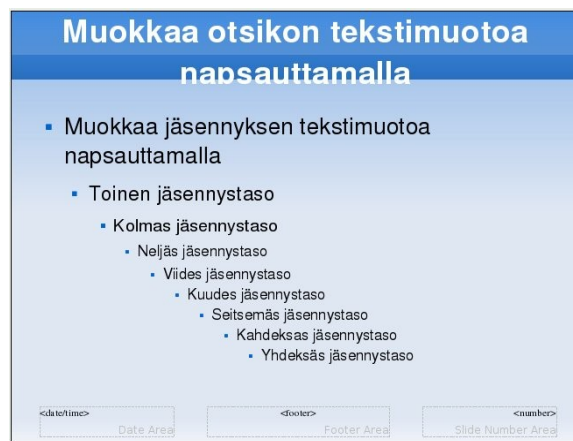 Muokkaa otsikon tekstimuotoa
napsauttamalla
Muokkaa jäsennyksen tekstimuotoa
napsauttamalla
Toinen jäsennystaso
Kolmas jäsennystaso
Neljäs jäsennystaso
Viides jäsennystaso
Kuudes jäsennystaso
Seitsemäs jäsennystaso
Kahdeksas jäsennystaso
Yhdeksäs jäsennystaso
<date/time> <footer> <number>
Date Area Footer Area Slide Number Area